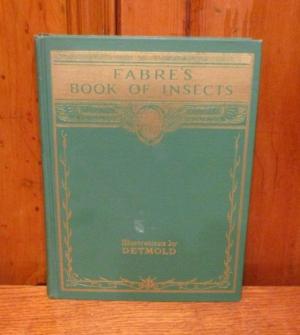 FABRE'S
BOOK OF INSECTS
Illustrations by
DETMOLD